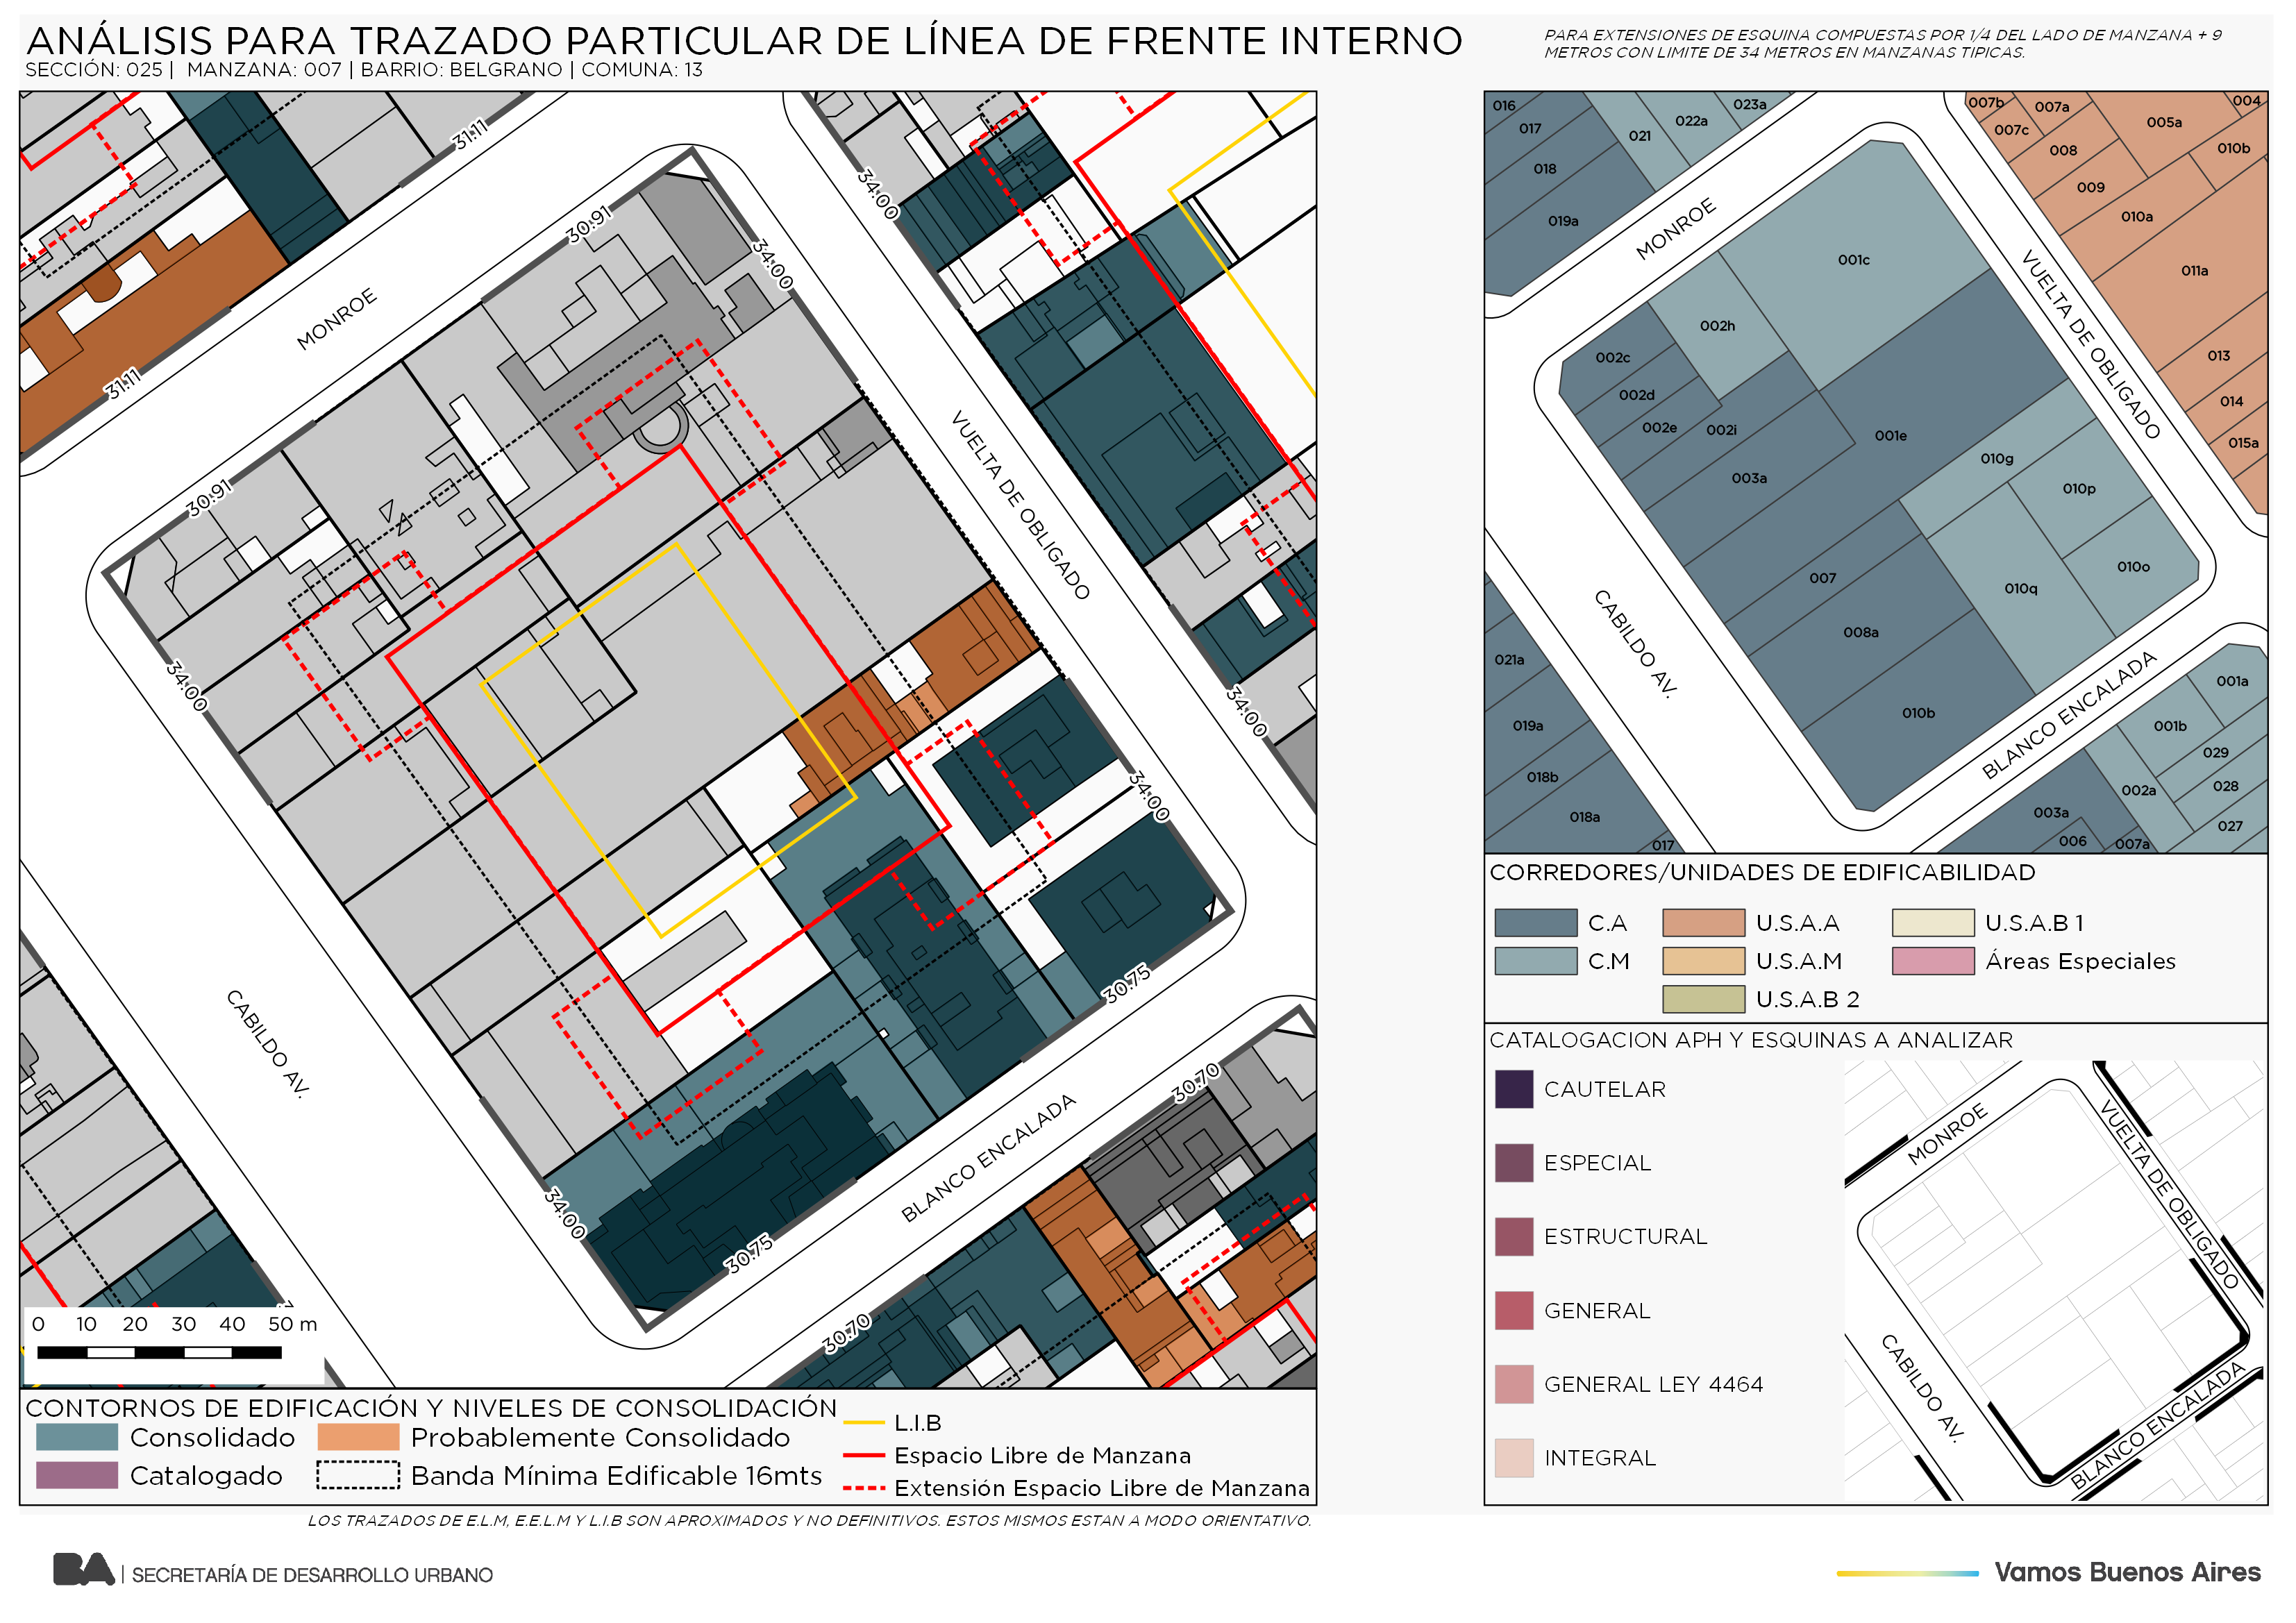 ANÁLISIS PARA TRAZADO PARTICULAR DE LÍNEA DE FRENTE INTERNO
SECCIÓN: 025 | MANZANA: 007 | BARRIO: BELGRANO | COMUNA: 13
PARA EXTENSIONES DE ESQUINA COMPUESTAS POR 1/4 DEL LADO DE MANZANA + 9
METROS CON LIMITE DE 34 METROS EN MANZANAS TIPICAS.
31.11
31.11
MONROE
30.91
30.91
34.00
34.00
34.00
VUELTA DE OBLIGADO
34.00
34.00
CABILDO AV.
34.00
30.75
30.75
BLANCO ENCALADA
30.70
30.70
34.00
0 10 20 30 40 50 m
CONTORNOS DE EDIFICACIÓN Y NIVELES DE CONSOLIDACIÓN
Consolidado
Probablemente Consolidado
Catalogado
Banda Mínima Edificable 16mts
L.I.B
Espacio Libre de Manzana
Extensión Espacio Libre de Manzana
LOS TRAZADOS DE E.L.M, E.E.L.M Y L.I.B SON APROXIMADOS Y NO DEFINITIVOS. ESTOS MISMOS ESTAN A MODO ORIENTATIVO.
016
017
018
019a
021
022a
023a
MONROE
007b
007a
007c
008
009
010a
005a
004
010b
011a
013
014
015a
VUELTA DE OBLIGADO
001c
002h
002c
002d
002e
002i
003a
001e
010g
010p
010o
010q
007
008a
010b
CABILDO AV.
021a
019a
018b
018a
017
BLANCO ENCALADA
001a
001b
029
028
002a
027
003a
006
007a
CORREDORES/UNIDADES DE EDIFICABILIDAD
C.A
U.S.A.A
U.S.A.B 1
C.M
U.S.A.M
Áreas Especiales
U.S.A.B 2
CATALOGACION APH Y ESQUINAS A ANALIZAR
CAUTELAR
ESPECIAL
ESTRUCTURAL
GENERAL
GENERAL LEY 4464
INTEGRAL
MONROE
VUELTA DE OBLIGADO
CABILDO AV.
BLANCO ENCALADA
BA | SECRETARÍA DE DESARROLLO URBANO
Vamos Buenos Aires